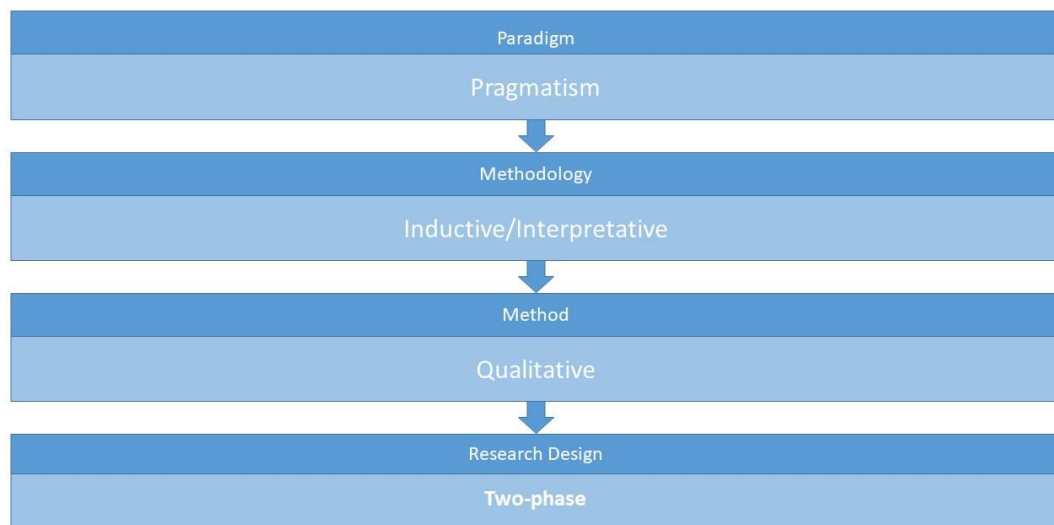 Paradigm
Pragmatism
Methodology
Inductive/Interpretative
Method
Qualitative
Research Design
Two-phase